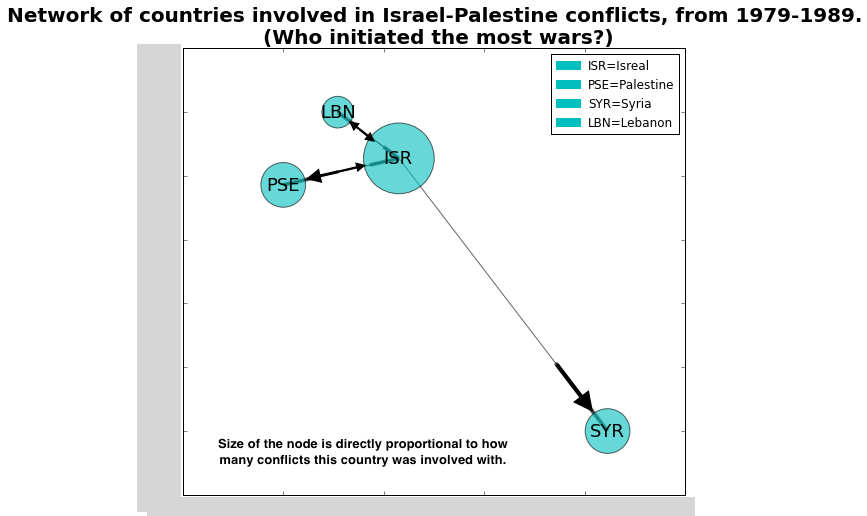 Network of countries involved in Israel-Palestine conflicts, from 1979-1989.
(Who initiated the most wars?)
ISR=Isreal
PSE=Palestine
SYR=Syria
LBN=Lebanon
LBN
ISR
PSE
SYR
Size of the node is directly proportional to how
many conflicts this country was involved with.